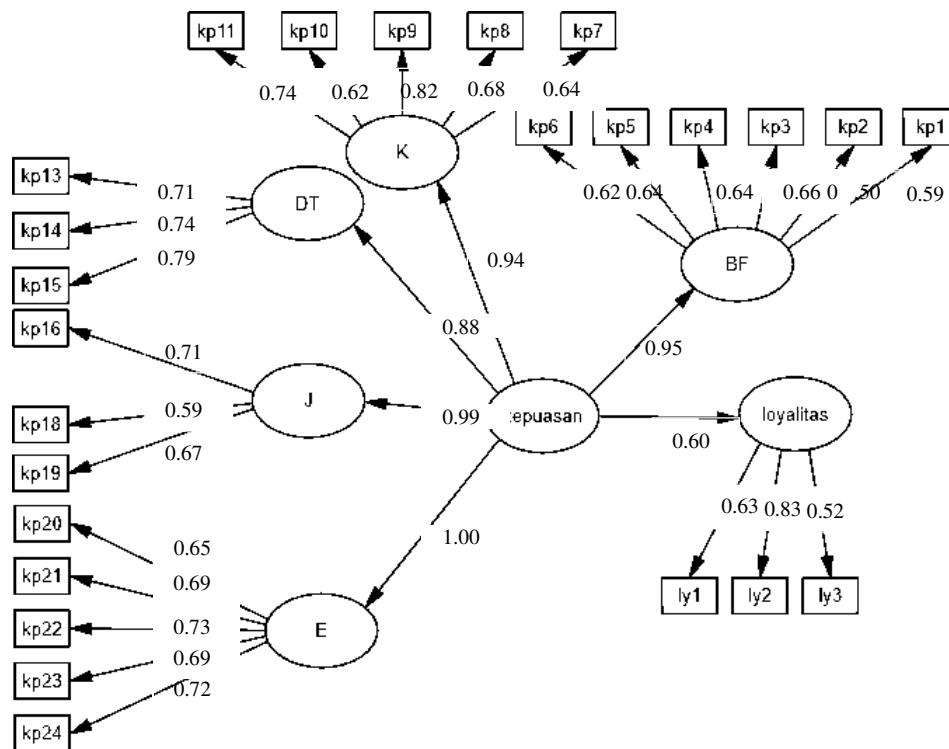 kp11 kp10 kp9 kp8 kp7
0.74 0.62 0.82 0.68 0.64
kp6 kp5 kp4 kp3 kp2 kp1
K
kp13
0.71
DT
0.62 0.64 0.64 0.66 0 .50 0.59
kp14
0.74
kp15
0.79
0.94
BF
kp16
0.88
0.71
0.95
J
kp18
0.59
0.99
epuasan
loyalitas
0.60
kp19
0.67
kp20
0.65
1.00
0.63 0.83 0.52
kp21
0.69
ly1 ly2 ly3
kp22
0.73
E
kp23
0.69
0.72
kp24